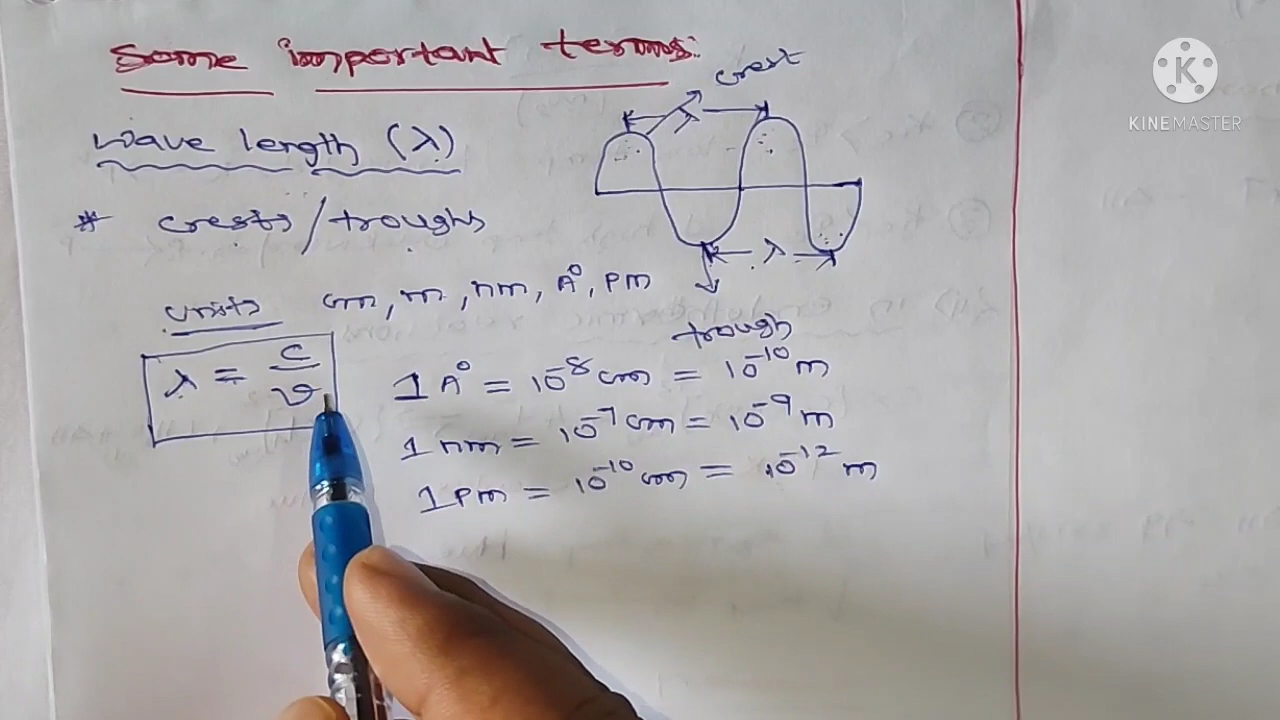 Some important terms:
crest
λ
Wave length (λ)
* crests/troughs
λ
units cm, m, nm, A°, pm
trough
λ = c/ν
1 A° = 10⁻⁸ cm = 10⁻¹⁰ m
1 nm = 10⁻⁷ cm = 10⁻⁹ m
1 pm = 10⁻¹⁰ cm = 10⁻¹² m
K
KINEMASTER